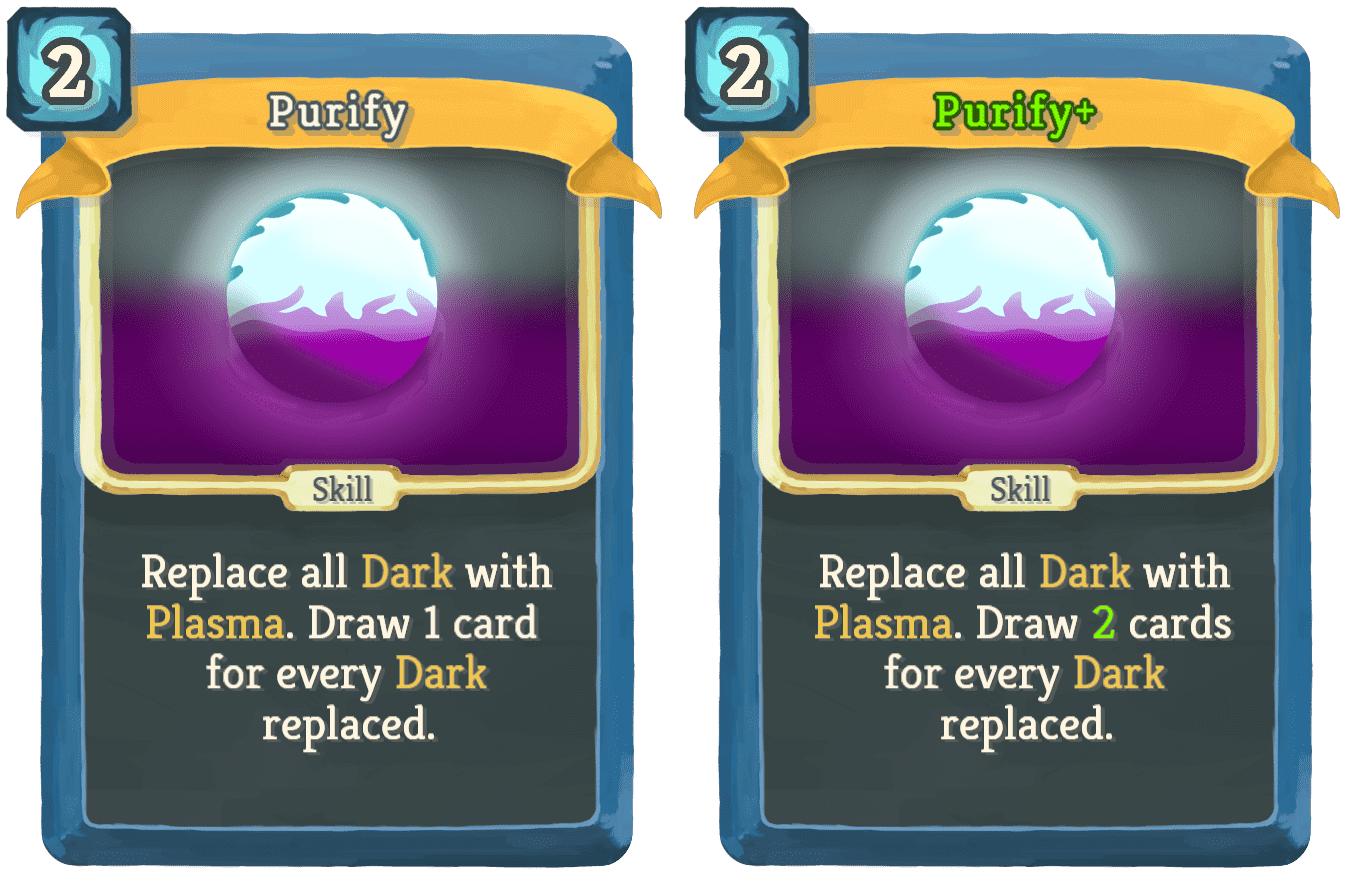 2
Purify
Skill
Replace all Dark with
Plasma. Draw 1 card
for every Dark
replaced.
2
Purify+
Skill
Replace all Dark with
Plasma. Draw 2 cards
for every Dark
replaced.